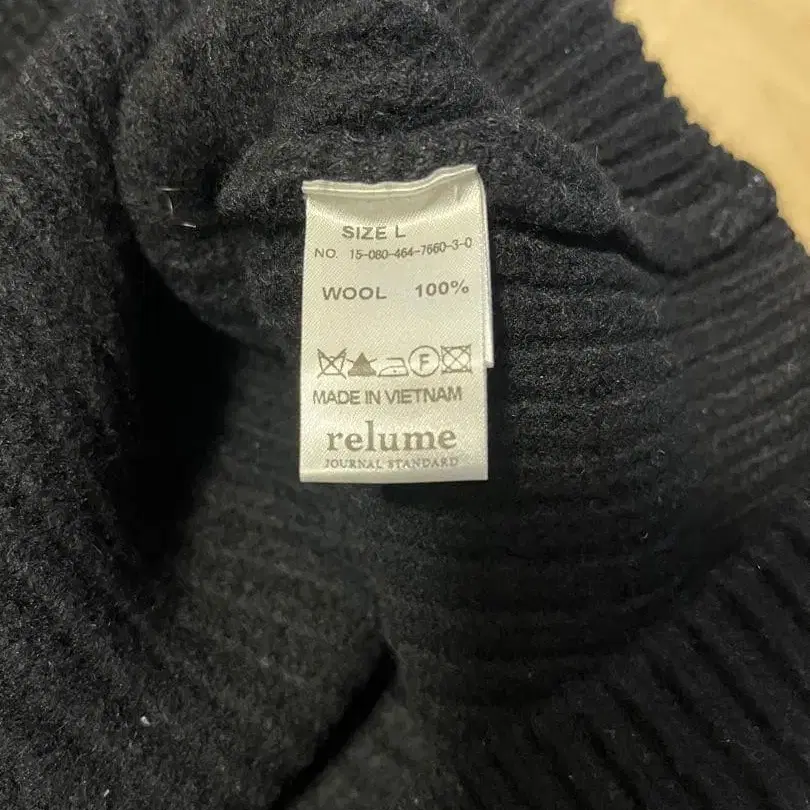 SIZE L
NO. 15-080-464-7660-3-0
WOOL 100%
F
MADE IN VIETNAM
relume
JOURNAL STANDARD